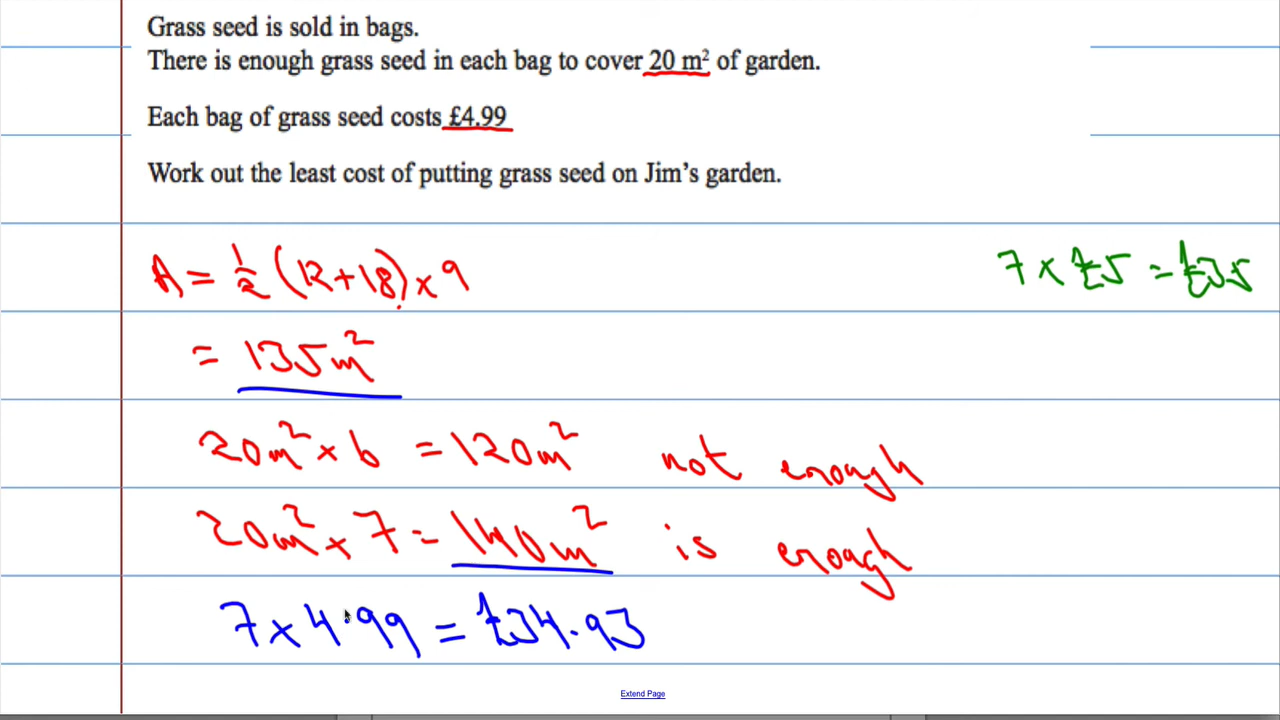 Grass seed is sold in bags.
There is enough grass seed in each bag to cover 20 m² of garden.
Each bag of grass seed costs £4.99
Work out the least cost of putting grass seed on Jim's garden.
A = 1/2 (12 + 18) × 9
7 × £5 = £35
= 135m²
20m² × 6 = 120m² not enough
20m² × 7 = 140m² is enough
7 × 4.99 = £34.93
Extend Page